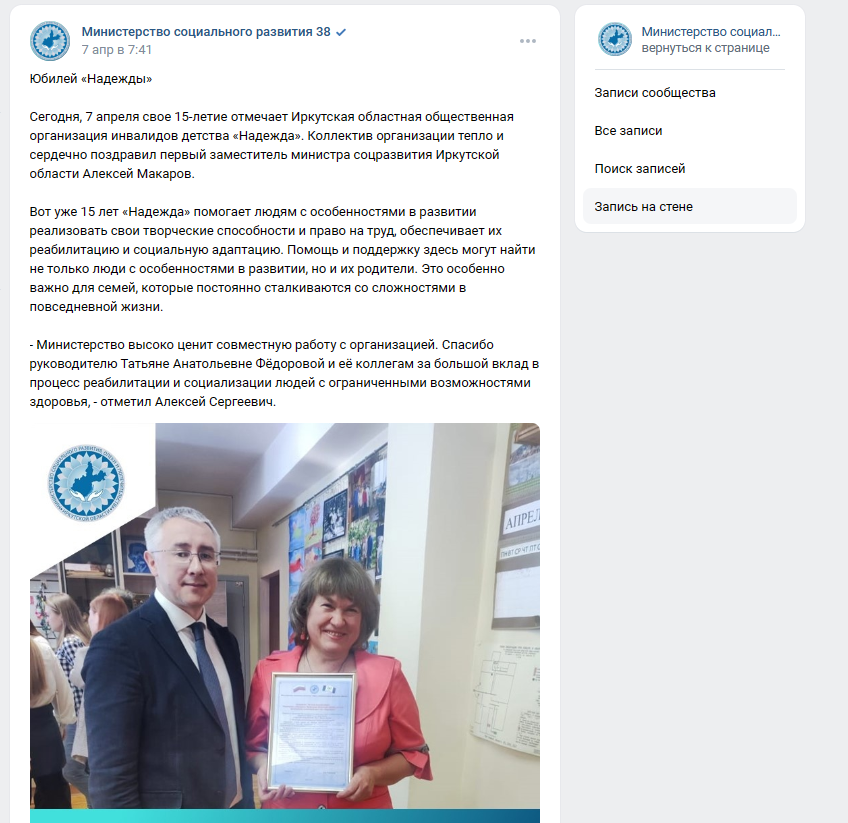 Министерство социального развития 38
7 апр в 7:41
Юбилей «Надежды»
Сегодня, 7 апреля свое 15-летие отмечает Иркутская областная общественная
организация инвалидов детства «Надежда». Коллектив организации тепло и
сердечно поздравил первый заместитель министра соцразвития Иркутской
области Алексей Макаров.
Вот уже 15 лет «Надежда» помогает людям с особенностями в развитии
реализовать свои творческие способности и право на труд, обеспечивает их
реабилитацию и социальную адаптацию. Помощь и поддержку здесь могут найти
не только люди с особенностями в развитии, но и их родители. Это особенно
важно для семей, которые постоянно сталкиваются со сложностями в
повседневной жизни.
- Министерство высоко ценит совместную работу с организацией. Спасибо
руководителю Татьяне Анатольевне Фёдоровой и её коллегам за большой вклад в
процесс реабилитации и социализации людей с ограниченными возможностями
здоровья, - отметил Алексей Сергеевич.
АПРЕЛ
ПН ВТ СР ЧТ ПТ С
Министерство социал...
вернуться к странице
Записи сообщества
Все записи
Поиск записей
Запись на стене